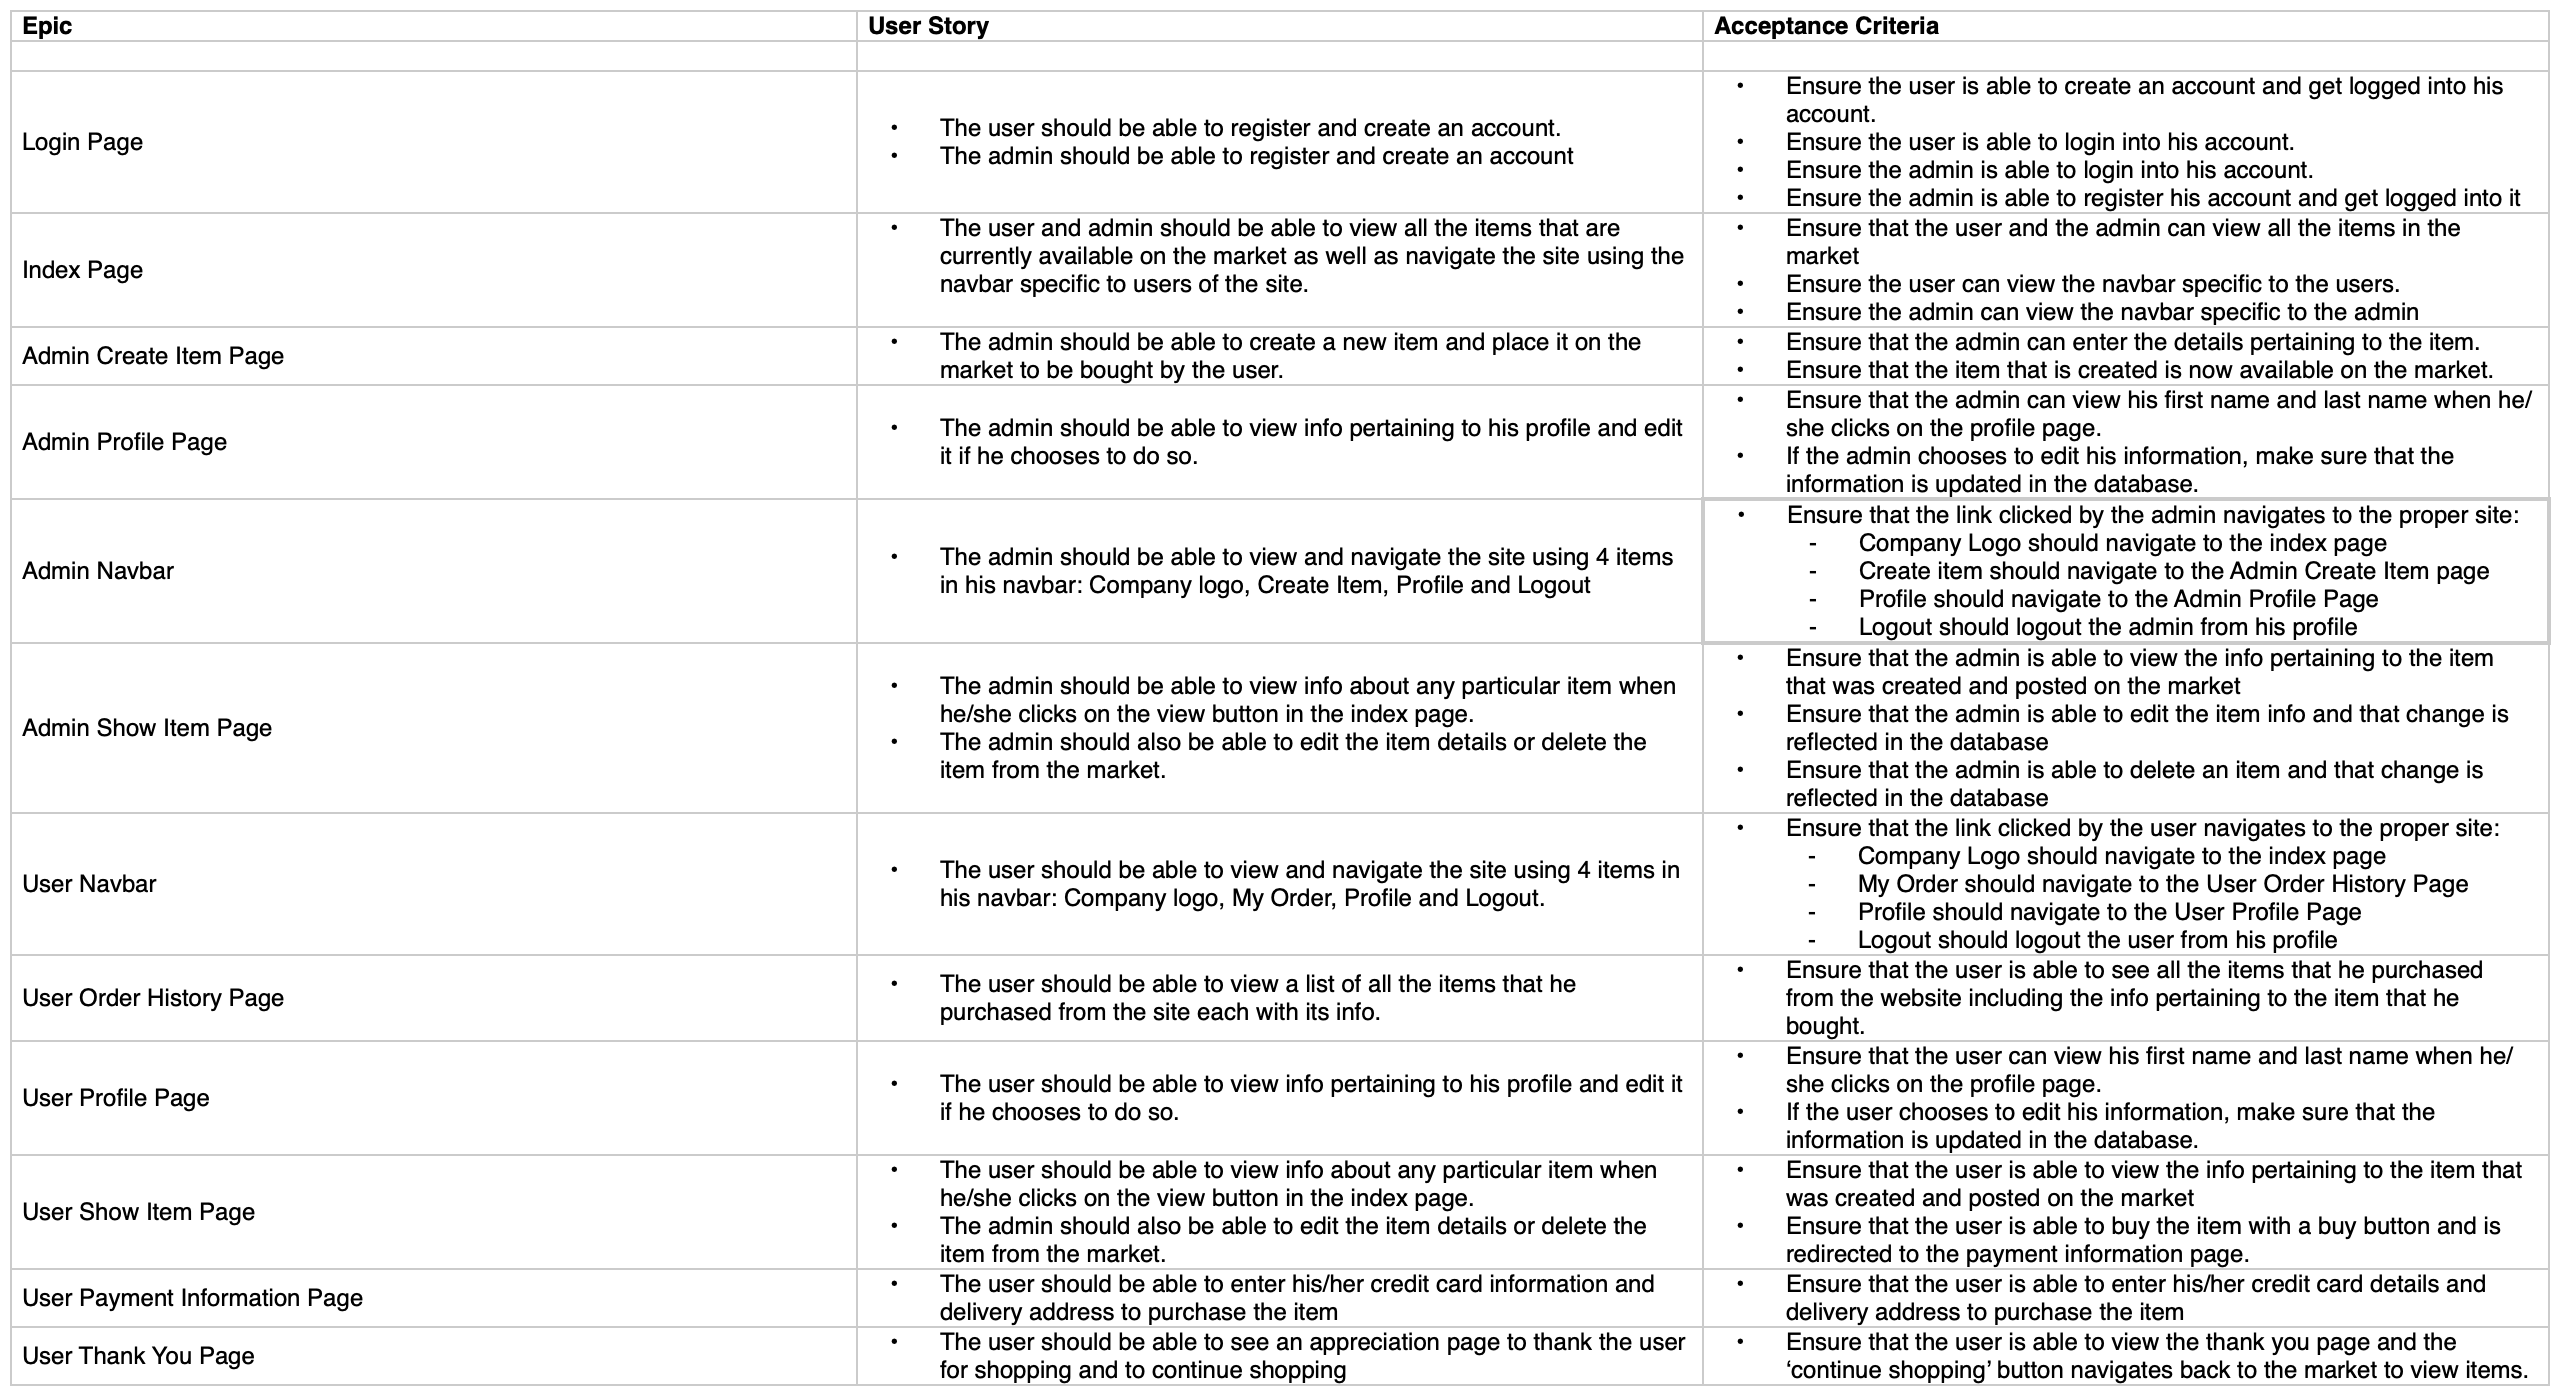 Epic
User Story
Acceptance Criteria
Login Page
• The user should be able to register and create an account.
• The admin should be able to register and create an account
• Ensure the user is able to create an account and get logged into his
account.
• Ensure the user is able to login into his account.
• Ensure the admin is able to login into his account.
• Ensure the admin is able to register his account and get logged into it
Index Page
• The user and admin should be able to view all the items that are
currently available on the market as well as navigate the site using the
navbar specific to users of the site.
• Ensure that the user and the admin can view all the items in the
market
• Ensure the user can view the navbar specific to the users.
• Ensure the admin can view the navbar specific to the admin
Admin Create Item Page
• The admin should be able to create a new item and place it on the
market to be bought by the user.
• Ensure that the admin can enter the details pertaining to the item.
• Ensure that the item that is created is now available on the market.
Admin Profile Page
• The admin should be able to view info pertaining to his profile and edit
it if he chooses to do so.
• Ensure that the admin can view his first name and last name when he/
she clicks on the profile page.
• If the admin chooses to edit his information, make sure that the
information is updated in the database.
Admin Navbar
• The admin should be able to view and navigate the site using 4 items
in his navbar: Company logo, Create Item, Profile and Logout
• Ensure that the link clicked by the admin navigates to the proper site:
- Company Logo should navigate to the index page
- Create item should navigate to the Admin Create Item page
- Profile should navigate to the Admin Profile Page
- Logout should logout the admin from his profile
Admin Show Item Page
• The admin should be able to view info about any particular item when
he/she clicks on the view button in the index page.
• The admin should also be able to edit the item details or delete the
item from the market.
• Ensure that the admin is able to view the info pertaining to the item
that was created and posted on the market
• Ensure that the admin is able to edit the item info and that change is
reflected in the database
• Ensure that the admin is able to delete an item and that change is
reflected in the database
User Navbar
• The user should be able to view and navigate the site using 4 items in
his navbar: Company logo, My Order, Profile and Logout.
• Ensure that the link clicked by the user navigates to the proper site:
- Company Logo should navigate to the index page
- My Order should navigate to the User Order History Page
- Profile should navigate to the User Profile Page
- Logout should logout the user from his profile
User Order History Page
• The user should be able to view a list of all the items that he
purchased from the site each with its info.
• Ensure that the user is able to see all the items that he purchased
from the website including the info pertaining to the item that he
bought.
User Profile Page
• The user should be able to view info pertaining to his profile and edit it
if he chooses to do so.
• Ensure that the user can view his first name and last name when he/
she clicks on the profile page.
• If the user chooses to edit his information, make sure that the
information is updated in the database.
User Show Item Page
• The user should be able to view info about any particular item when
he/she clicks on the view button in the index page.
• The admin should also be able to edit the item details or delete the
item from the market.
• Ensure that the user is able to view the info pertaining to the item that
was created and posted on the market
• Ensure that the user is able to buy the item with a buy button and is
redirected to the payment information page.
User Payment Information Page
• The user should be able to enter his/her credit card information and
delivery address to purchase the item
• Ensure that the user is able to enter his/her credit card details and
delivery address to purchase the item
User Thank You Page
• The user should be able to see an appreciation page to thank the user
for shopping and to continue shopping
• Ensure that the user is able to view the thank you page and the
‘continue shopping’ button navigates back to the market to view items.